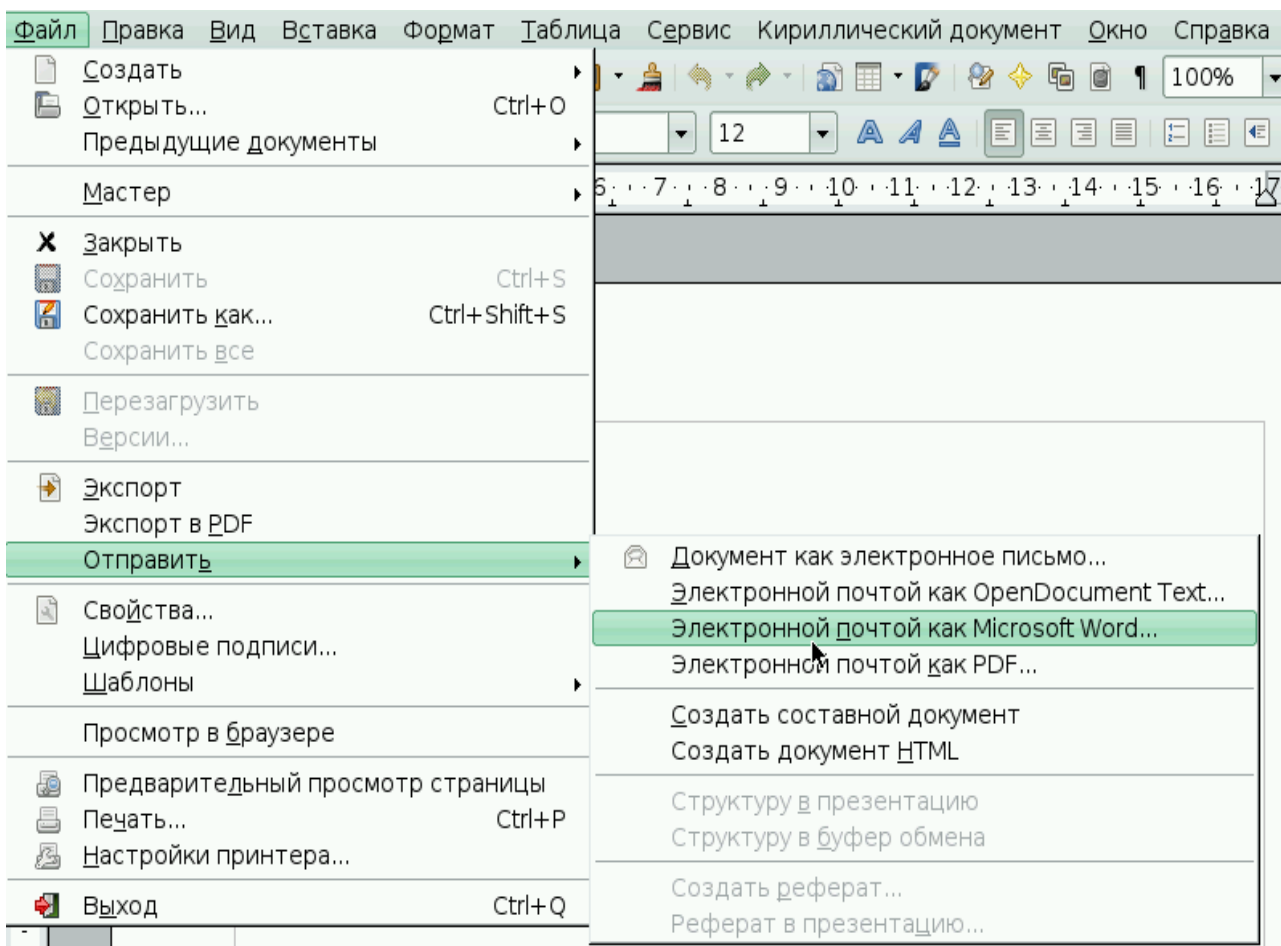 Файл Правка Вид Вставка Формат Таблица Сервис Кириллический документ Окно Справка
Создать
100%
Открыть... Ctrl+O
12
Предыдущие документы
Мастер
6 7 8 9 10 11 12 13 14 15 16 17
Закрыть
Сохранить Ctrl+S
Сохранить как... Ctrl+Shift+S
Сохранить все
Перезагрузить
Версии...
Экспорт
Экспорт в PDF
Отправить
Свойства...
Цифровые подписи...
Шаблоны
Просмотр в браузере
Предварительный просмотр страницы
Печать... Ctrl+P
Настройки принтера...
Выход Ctrl+Q
Документ как электронное письмо...
Электронной почтой как OpenDocument Text...
Электронной почтой как Microsoft Word...
Электронной почтой как PDF...
Создать составной документ
Создать документ HTML
Структуру в презентацию
Структуру в буфер обмена
Создать реферат...
Реферат в презентацию...